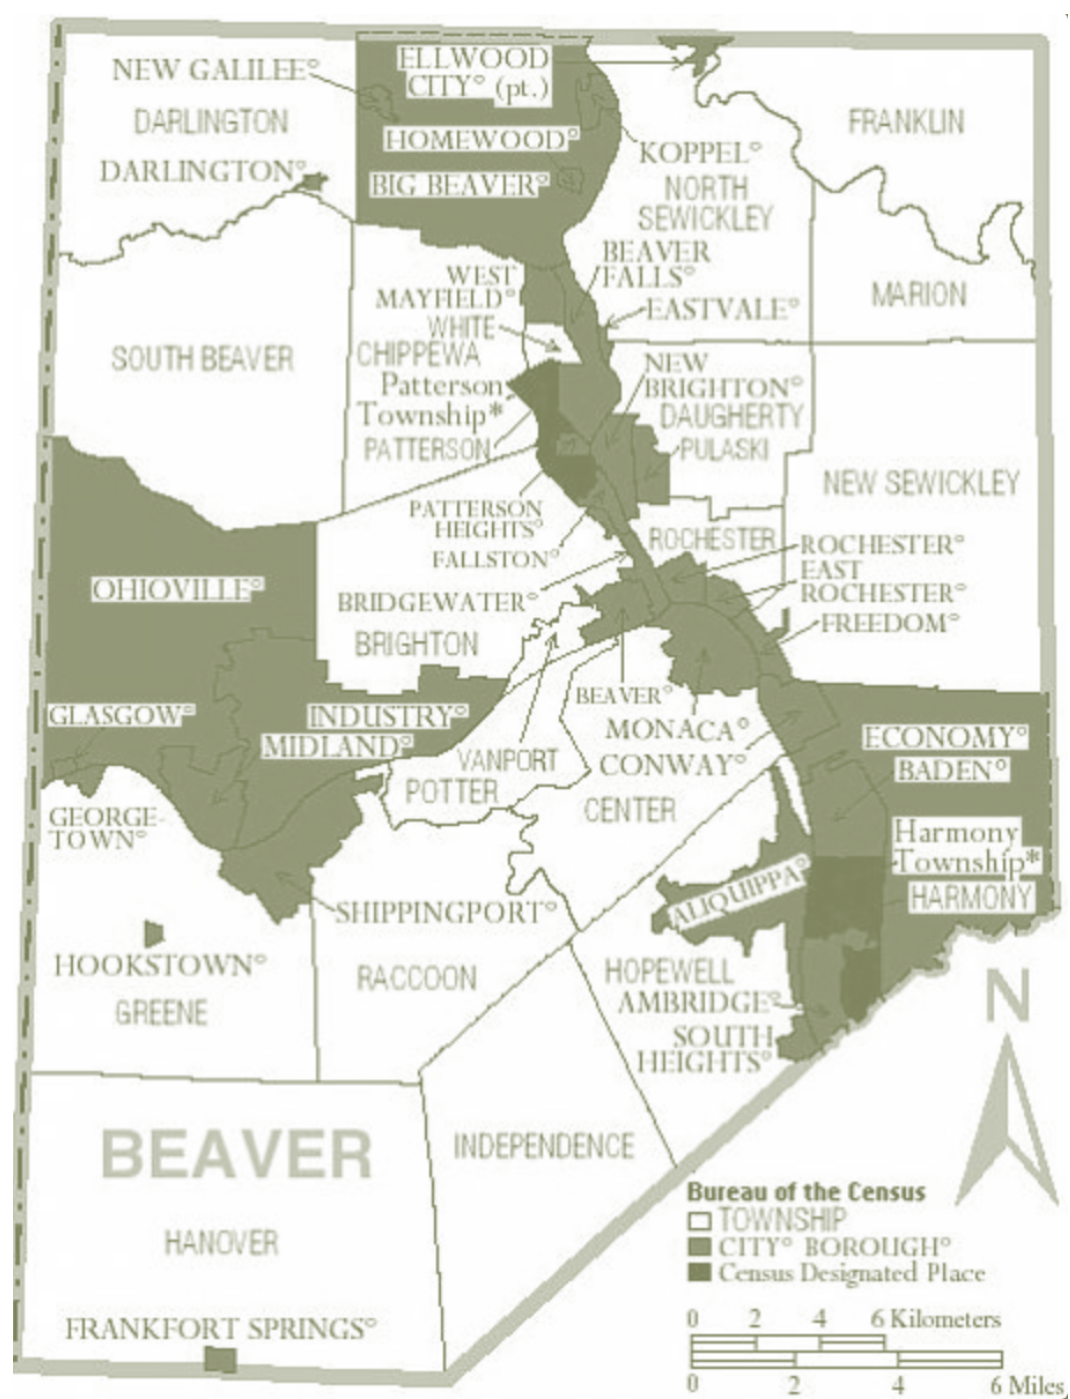 ELLWOOD
CITY° (pt.)
NEW GALILEE°
DARLINGTON
FRANKLIN
HOMEWOOD°
KOPPEL°
DARLINGTON°
BIG BEAVER°
NORTH
SEWICKLEY
BEAVER
FALLS°
WEST
MAYFIELD°
MARION
EASTVALE°
WHITE
SOUTH BEAVER
CHIPPEWA
NEW
BRIGHTON°
Patterson
Township*
DAUGHERTY
PATTERSON
PULASKI
NEW SEWICKLEY
PATTERSON
HEIGHTS°
ROCHESTER
ROCHESTER°
FALLSTON°
EAST
ROCHESTER°
OHIOVILLE°
BRIDGEWATER°
FREEDOM°
BRIGHTON
BEAVER°
GLASGOW°
INDUSTRY°
MONACA°
MIDLAND°
ECONOMY°
VANPORT
CONWAY°
BADEN°
POTTER
CENTER
GEORGE-
TOWN°
Harmony
Township*
ALIQUIPPA°
HARMONY
SHIPPINGPORT°
HOOKSTOWN°
RACCOON
HOPEWELL
N
AMBRIDGE°
GREENE
SOUTH
HEIGHTS°
BEAVER
INDEPENDENCE
Bureau of the Census
TOWNSHIP
HANOVER
CITY° BOROUGH°
Census Designated Place
FRANKFORT SPRINGS°
0 2 4 6 Kilometers
0 2 4 6 Miles